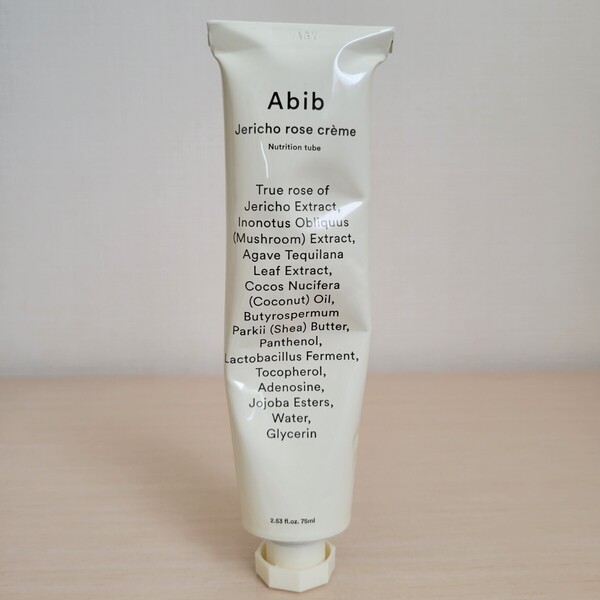 Abib
Jericho rose crème
Nutrition tube
True rose of
Jericho Extract,
Inonotus Obliquus
(Mushroom) Extract,
Agave Tequilana
Leaf Extract,
Cocos Nucifera
(Coconut) Oil,
Butyrospermum
Parkii (Shea) Butter,
Panthenol,
Lactobacillus Ferment,
Tocopherol,
Adenosine,
Jojoba Esters,
Water,
Glycerin
2.53 fl.oz. 75ml